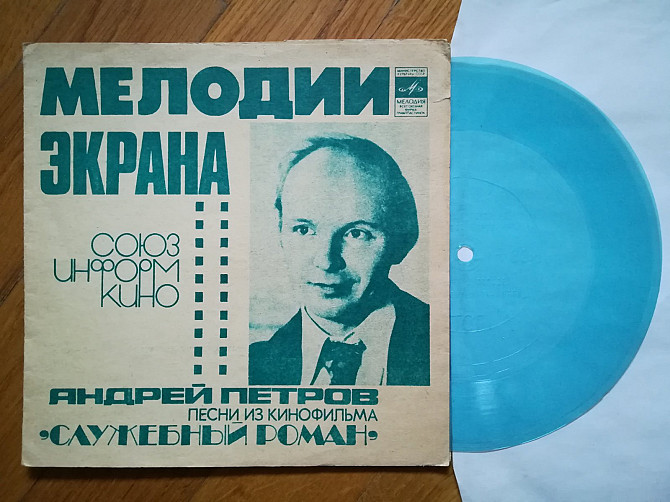 МЕЛОДИИ
ЭКРАНА
МЕЛОДИЯ
СОЮЗ
ИНФОРМ
КИНО
АНДРЕЙ ПЕТРОВ
ПЕСНИ ИЗ КИНОФИЛЬМА
«СЛУЖЕБНЫЙ РОМАН»